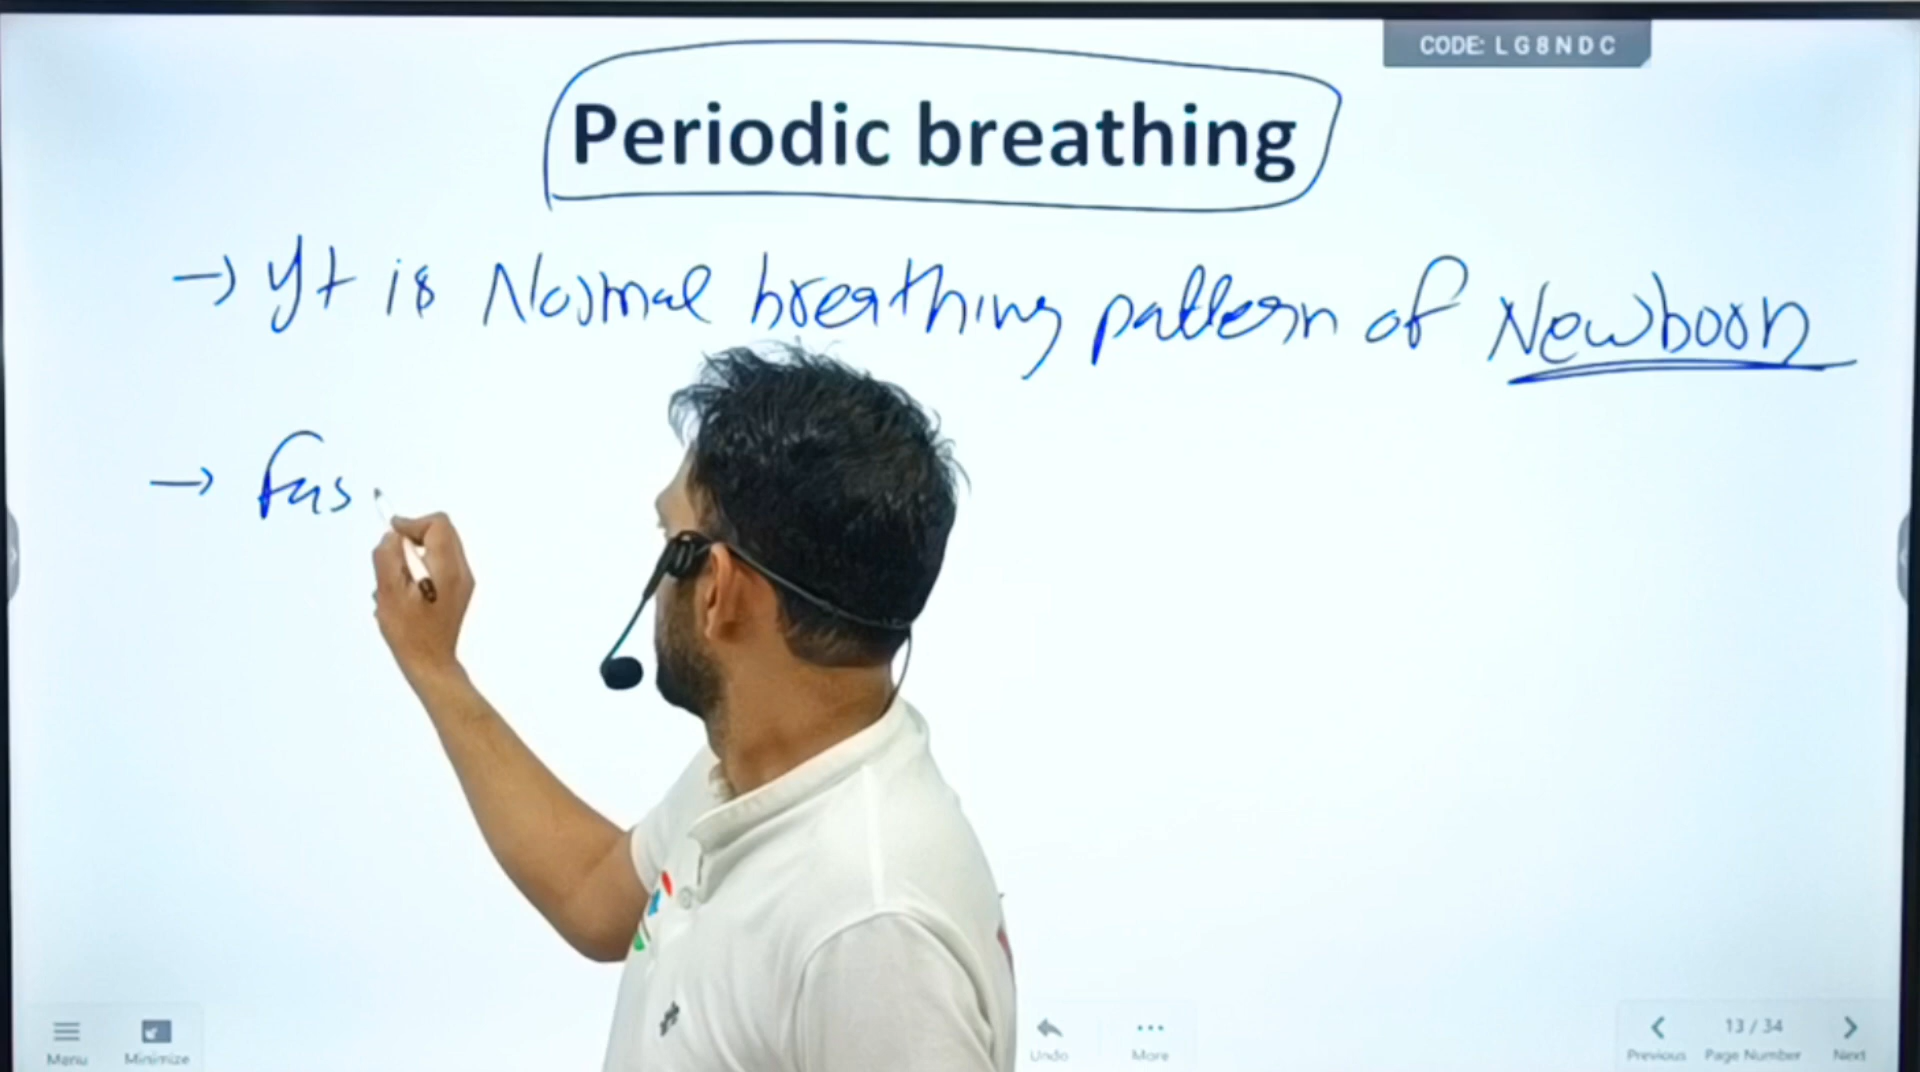 CODE: L G 8 N D C
Periodic breathing
→ It is Normal breathing pattern of Newborn
→ Fas
Menu
Minimize
Undo
More
Previous
13 / 34
Page Number
Next